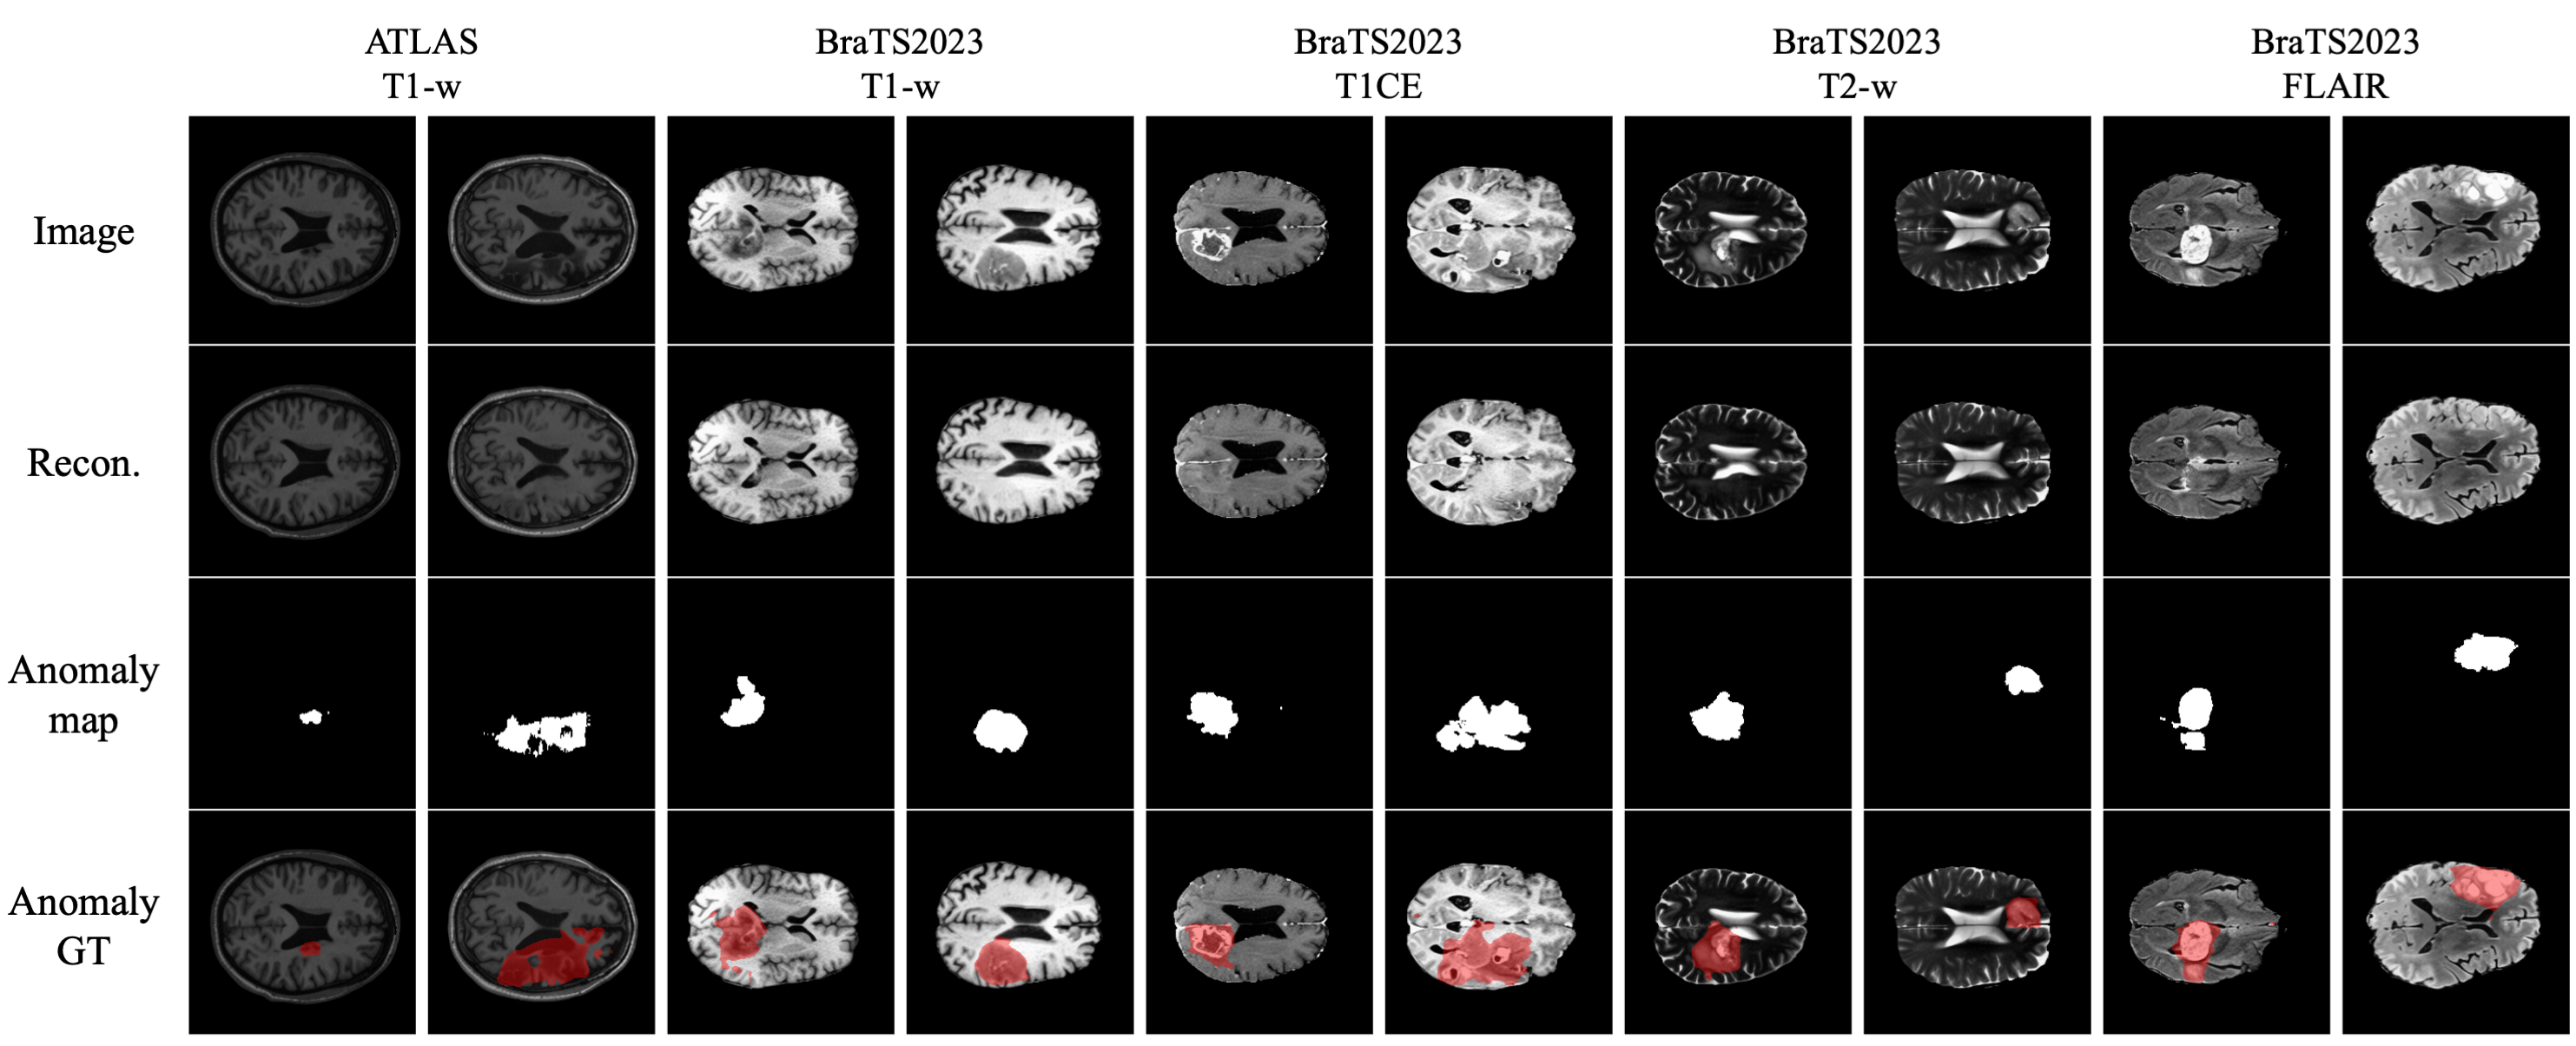 ATLAS
T1-w
BraTS2023
T1-w
BraTS2023
T1CE
BraTS2023
T2-w
BraTS2023
FLAIR
Image
Recon.
Anomaly
map
Anomaly
GT